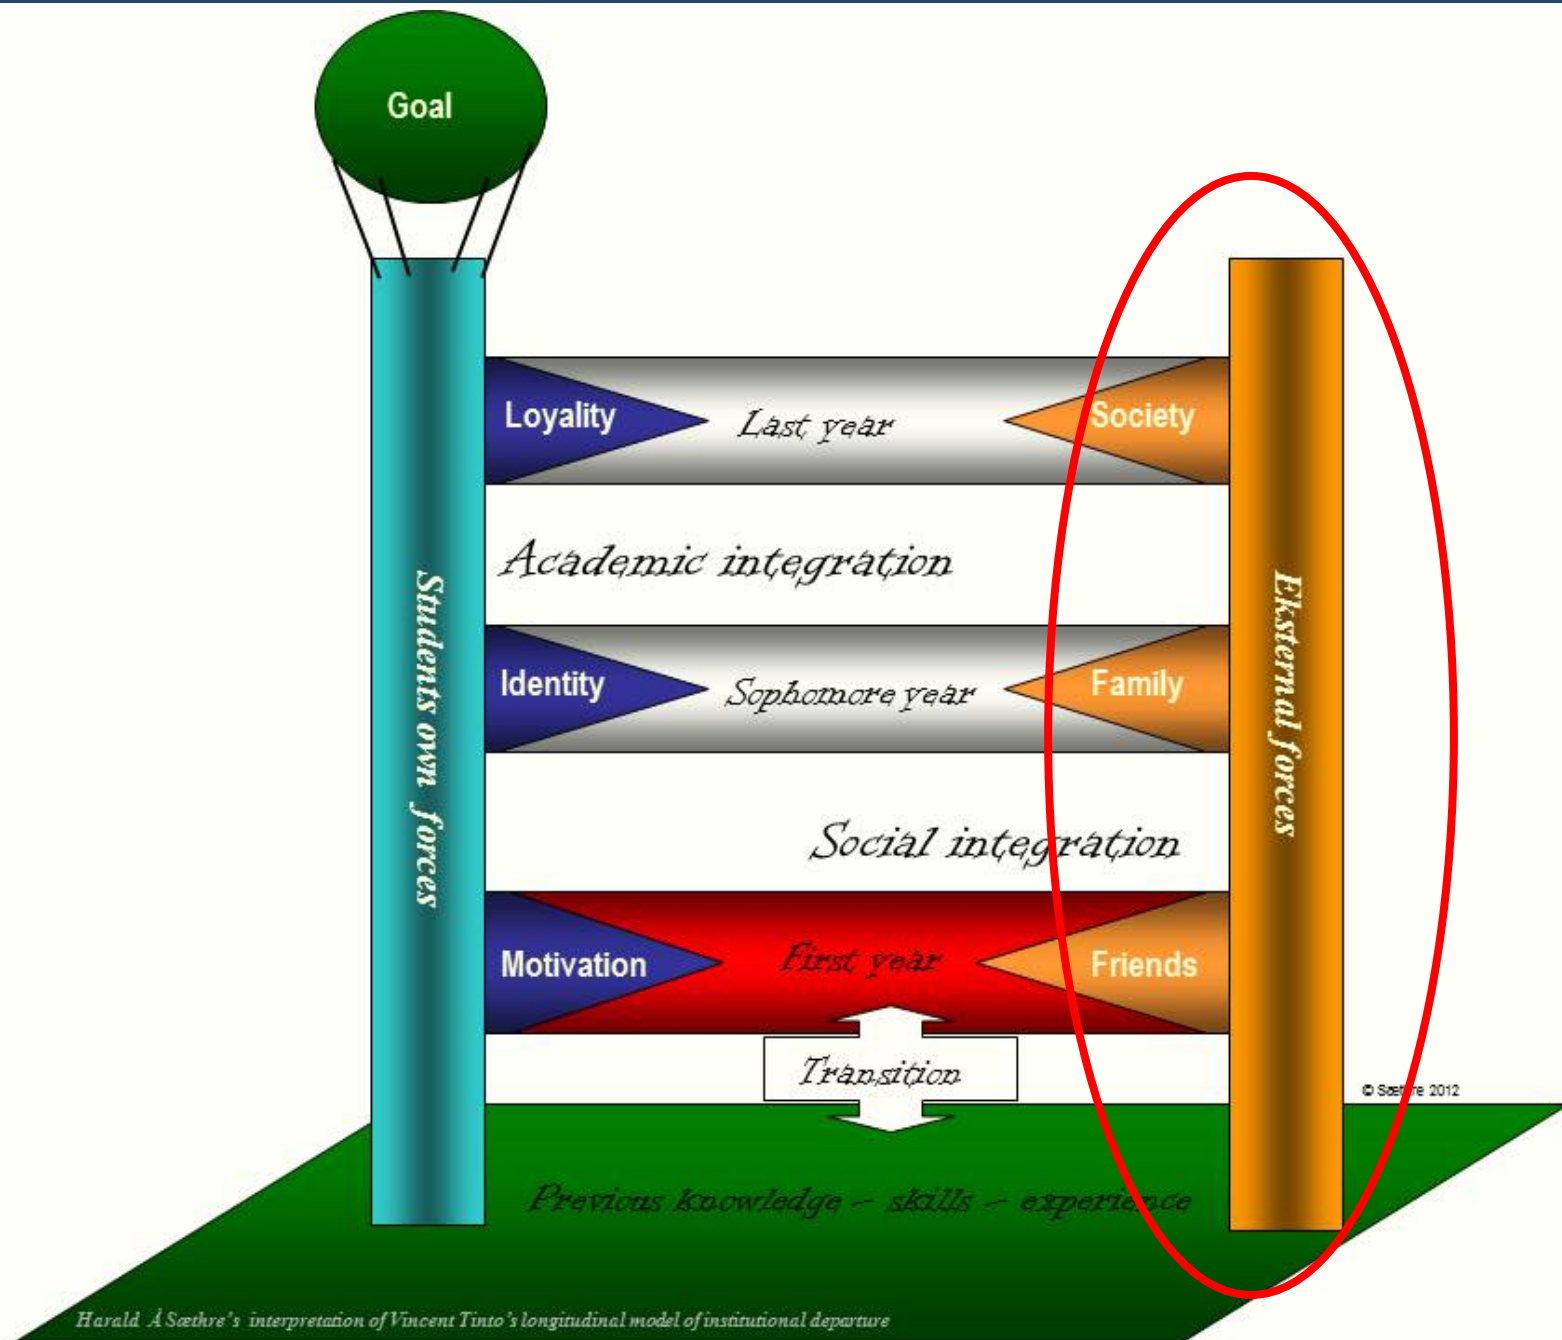 Goal
Loyality
Last year
Society
Academic integration
Students own forces
Eksternal forces
Identity
Sophomore year
Family
Social integration
Motivation
First year
Friends
Transition
© Sæthre 2012
Previous knowledge – skills – experience
Harald Å Sæthre's interpretation of Vincent Tinto's longitudinal model of institutional departure